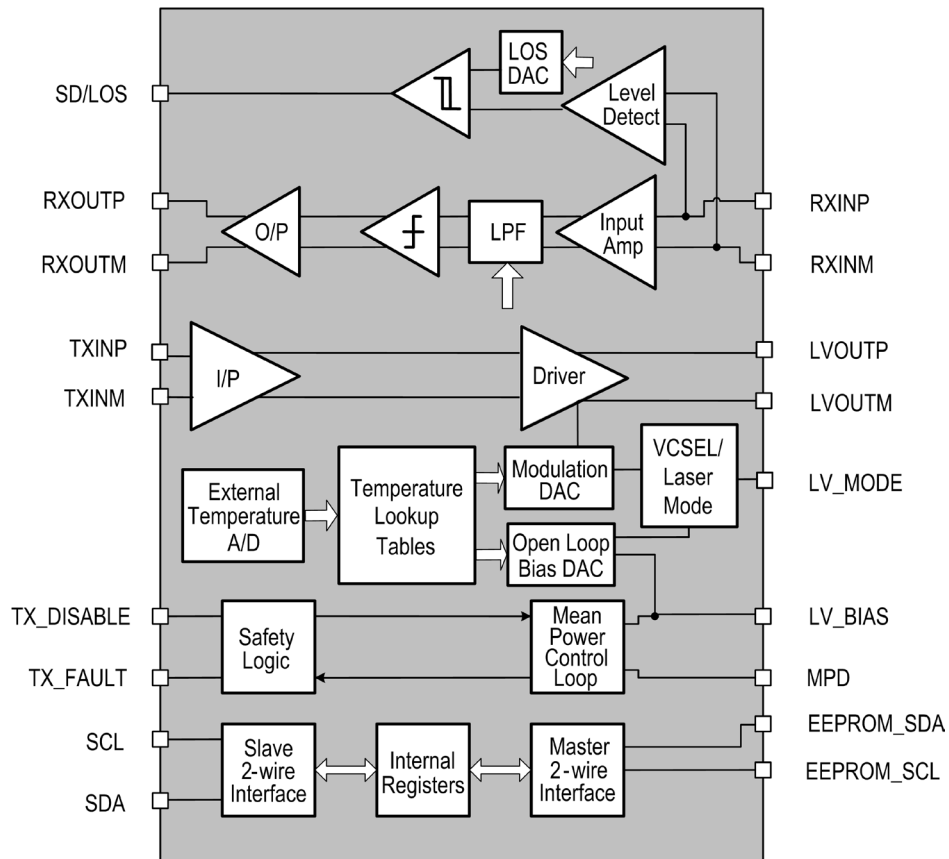 LOS
DAC
SD/LOS
Level
Detect
RXOUTP
RXINP
O/P
LPF
Input
Amp
RXOUTM
RXINM
TXINP
LVOUTP
I/P
Driver
TXINM
LVOUTM
VCSEL/
Laser
Mode
Modulation
DAC
LV_MODE
External
Temperature
A/D
Temperature
Lookup
Tables
Open Loop
Bias DAC
TX_DISABLE
LV_BIAS
Safety
Logic
Mean
Power
Control
Loop
TX_FAULT
MPD
EEPROM_SDA
SCL
Slave
2-wire
Interface
Internal
Registers
Master
2-wire
Interface
EEPROM_SCL
SDA